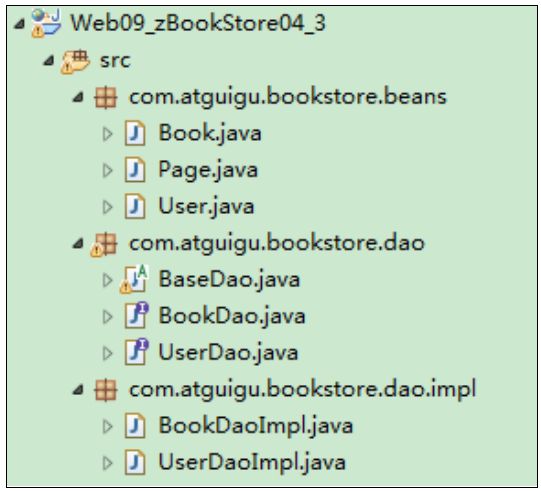 Web09_zBookStore04_3
src
com.atguigu.bookstore.beans
Book.java
Page.java
User.java
com.atguigu.bookstore.dao
BaseDao.java
BookDao.java
UserDao.java
com.atguigu.bookstore.dao.impl
BookDaoImpl.java
UserDaoImpl.java